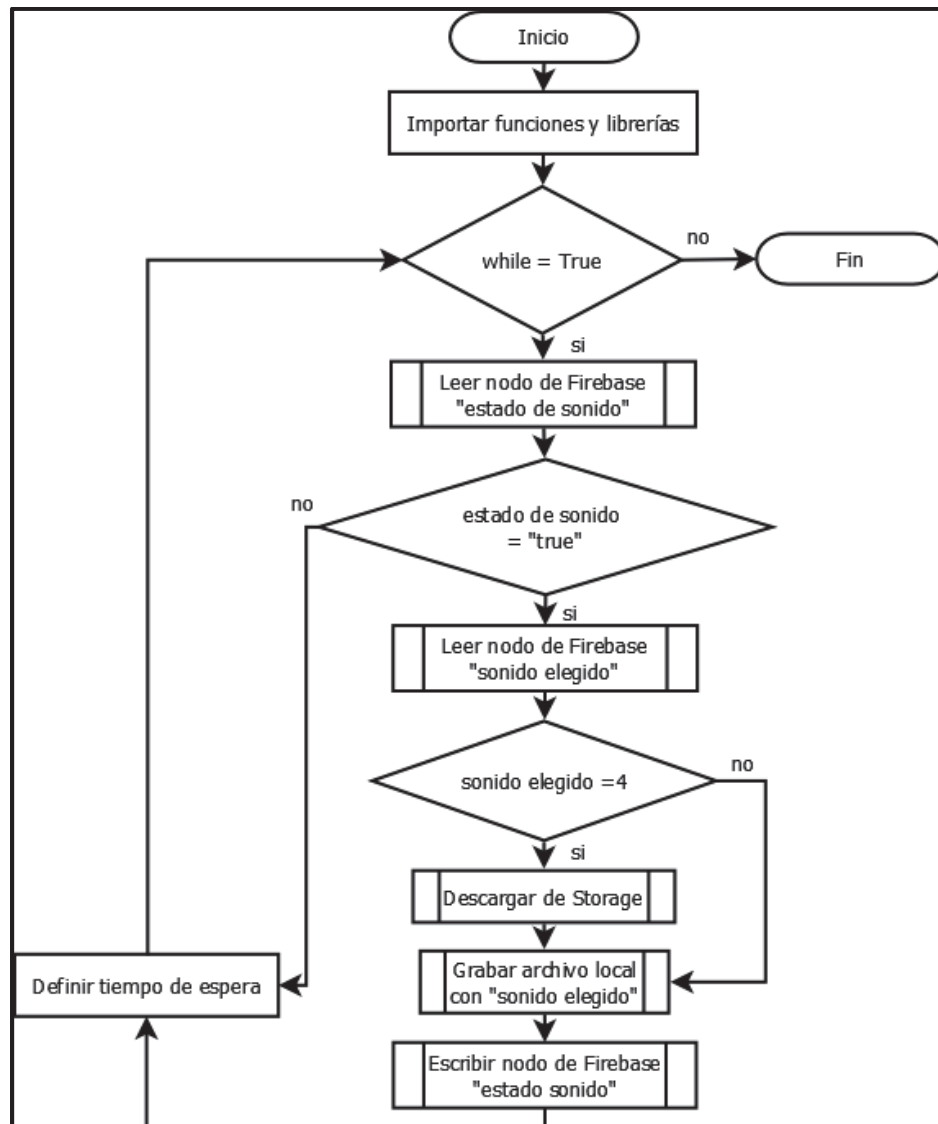 Inicio
Importar funciones y librerías
while = True
no
Fin
si
Leer nodo de Firebase
"estado de sonido"
no
estado de sonido
= "true"
si
Leer nodo de Firebase
"sonido elegido"
sonido elegido =4
no
si
Descargar de Storage
Grabar archivo local
con "sonido elegido"
Definir tiempo de espera
Escribir nodo de Firebase
"estado sonido"